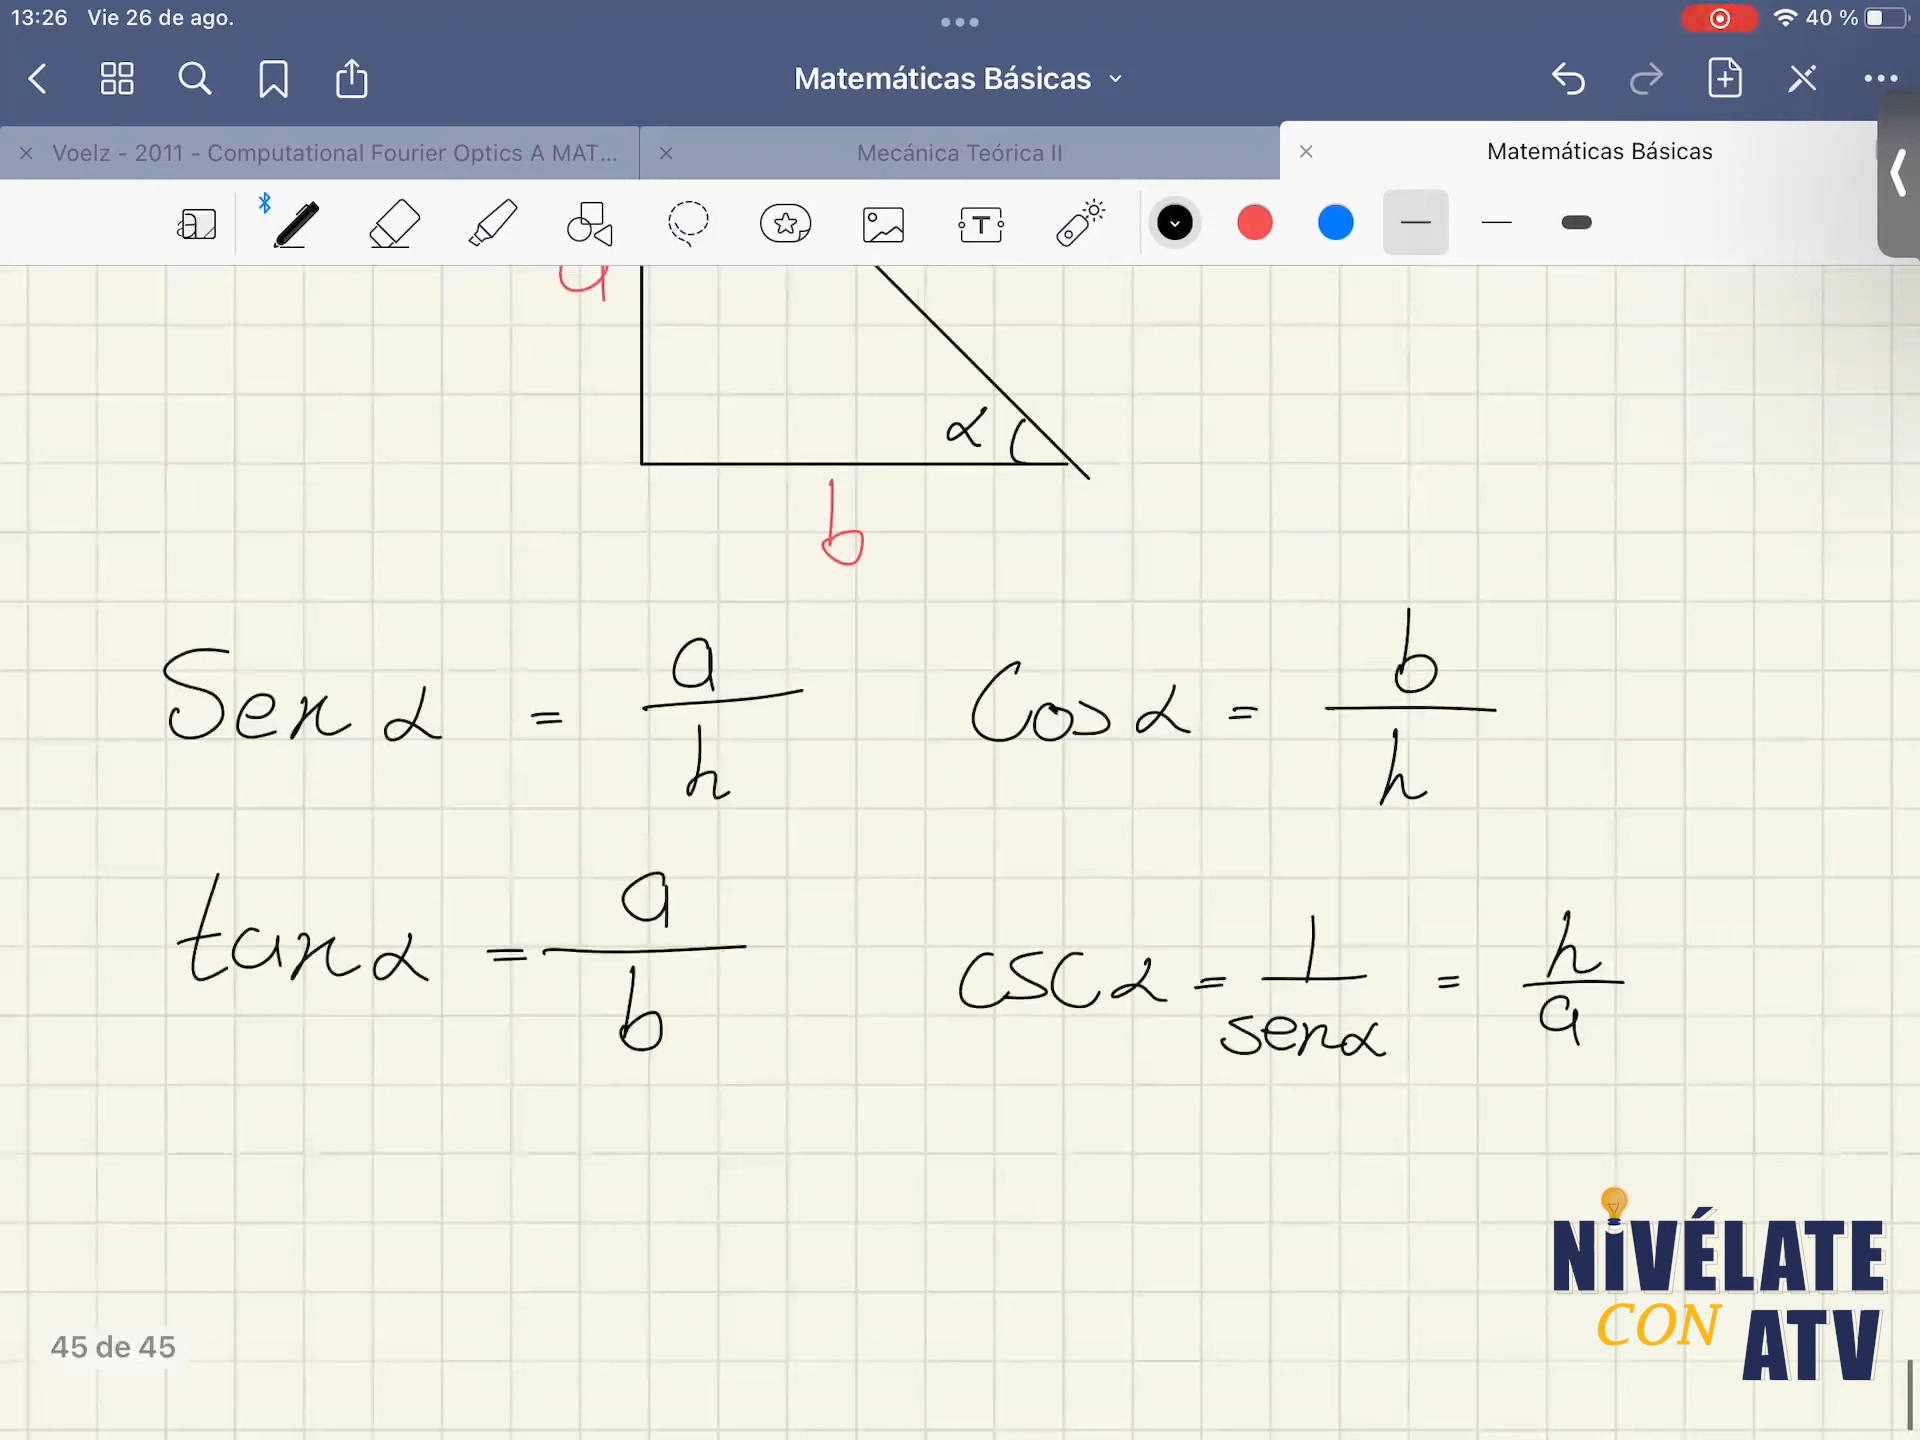 13:26 Vie 26 de ago. 40 %
Matemáticas Básicas
Voelz - 2011 - Computational Fourier Optics A MAT... Mecánica Teórica II Matemáticas Básicas
α
b
Sen α = a/h Cos α = b/h
tan α = a/b csc α = 1/sen α = h/a
NIVÉLATE
CON ATV
45 de 45